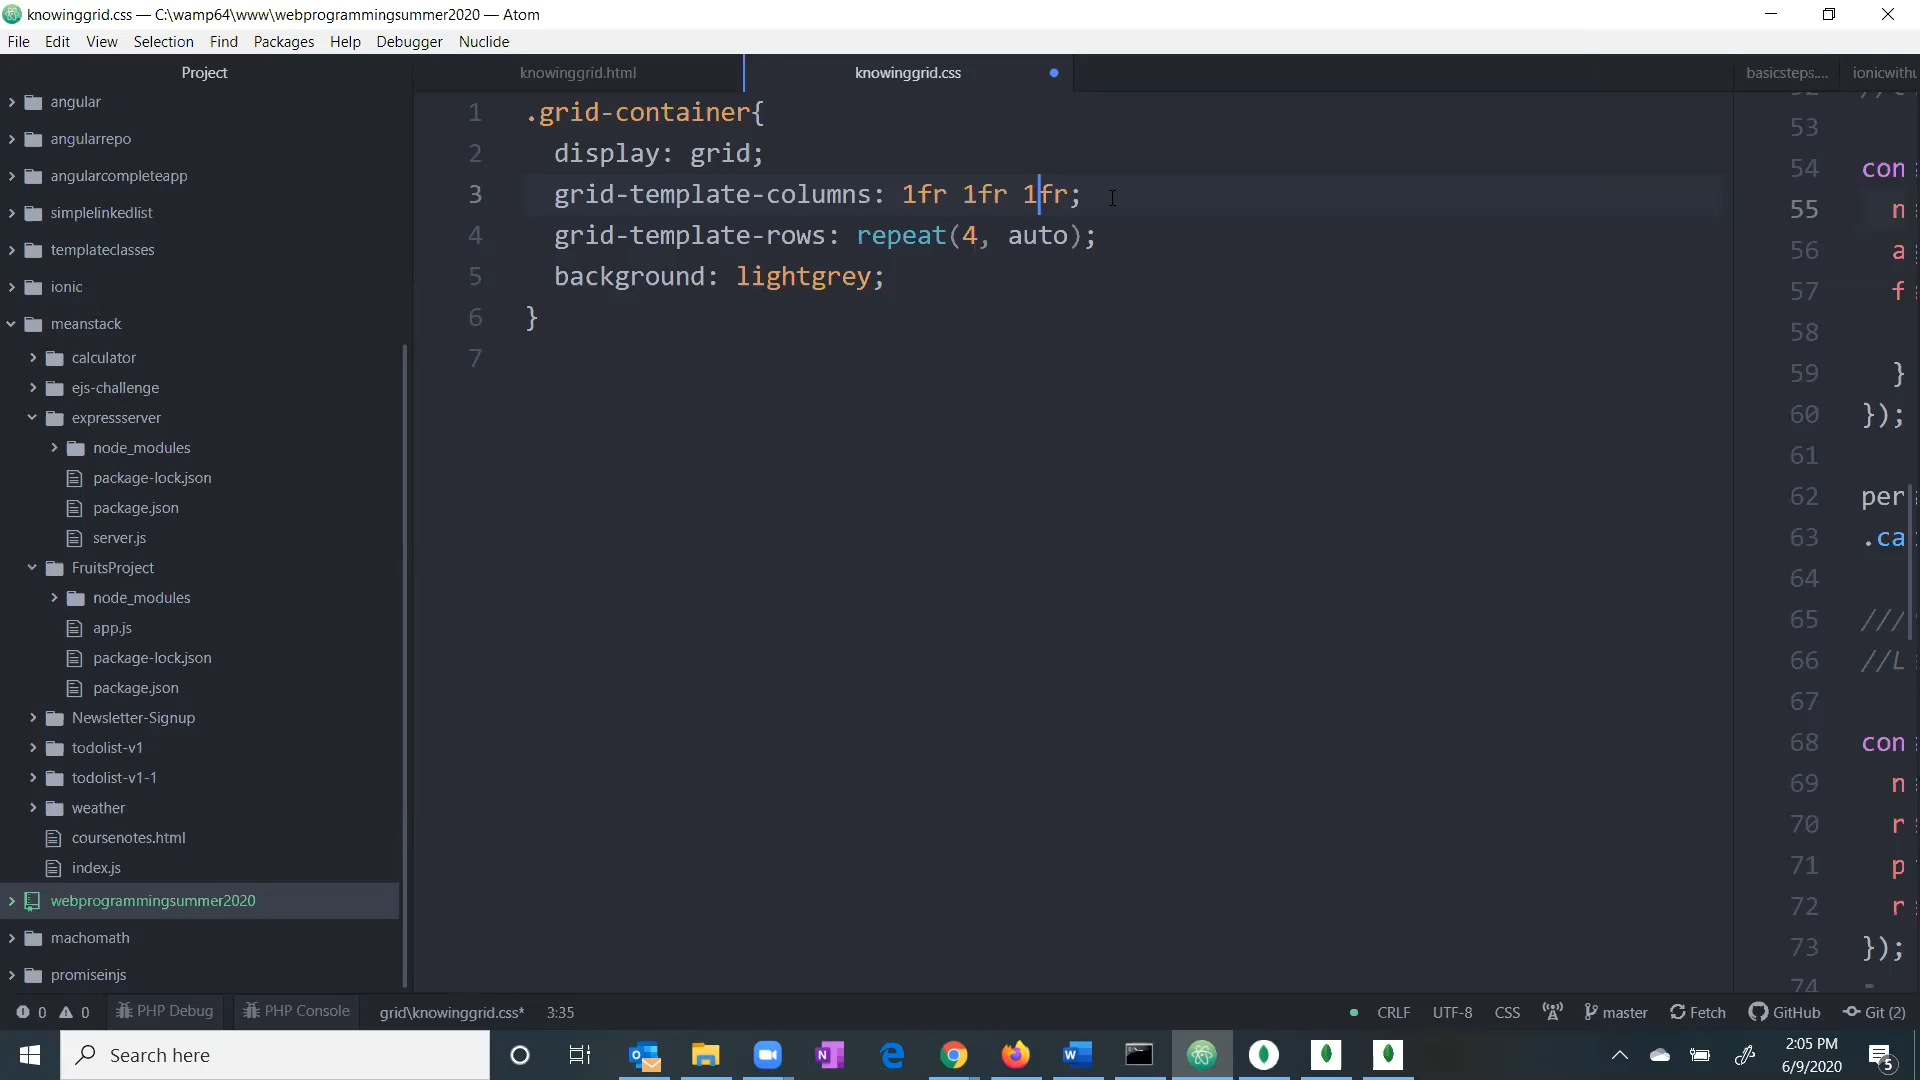 knowinggrid.css — C:\wamp64\www\webprogrammingsummer2020 — Atom
File Edit View Selection Find Packages Help Debugger Nuclide
Project
angular
angularrepo
angularcompleteapp
simplelinkedlist
templateclasses
ionic
meanstack
calculator
ejs-challenge
expressserver
node_modules
package-lock.json
package.json
server.js
FruitsProject
node_modules
app.js
package-lock.json
package.json
Newsletter-Signup
todolist-v1
todolist-v1-1
weather
coursenotes.html
index.js
webprogrammingsummer2020
machomath
promiseinjs
knowinggrid.html knowinggrid.css
1 .grid-container{
2 display: grid;
3 grid-template-columns: 1fr 1fr 1fr;
4 grid-template-rows: repeat(4, auto);
5 background: lightgrey;
6 }
7
basicsteps.... ionicwithu
53
54 con
55 n
56 a
57 f
58
59 }
60 });
61
62 per
63 .ca
64
65 ///
66 //L
67
68 con
69 n
70 r
71 p
72 r
73 });
74
0 0 PHP Debug PHP Console grid\knowinggrid.css* 3:35 CRLF UTF-8 CSS master Fetch GitHub Git (2)
Search here
2:05 PM
6/9/2020
5